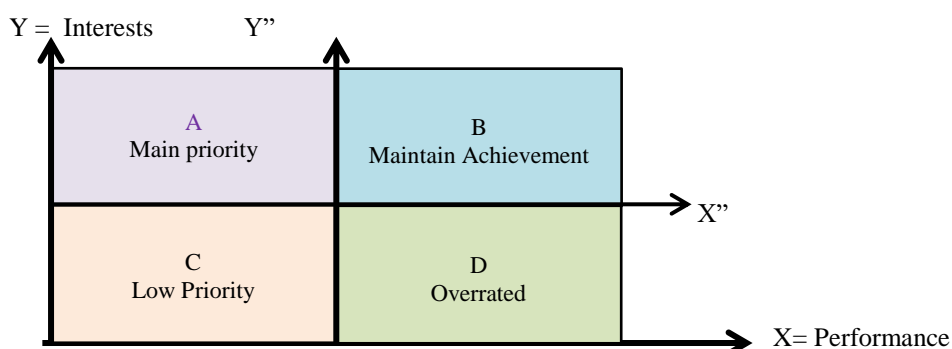 Y = Interests
Y”
A
Main priority
B
Maintain Achievement
X”
C
Low Priority
D
Overrated
X= Performance